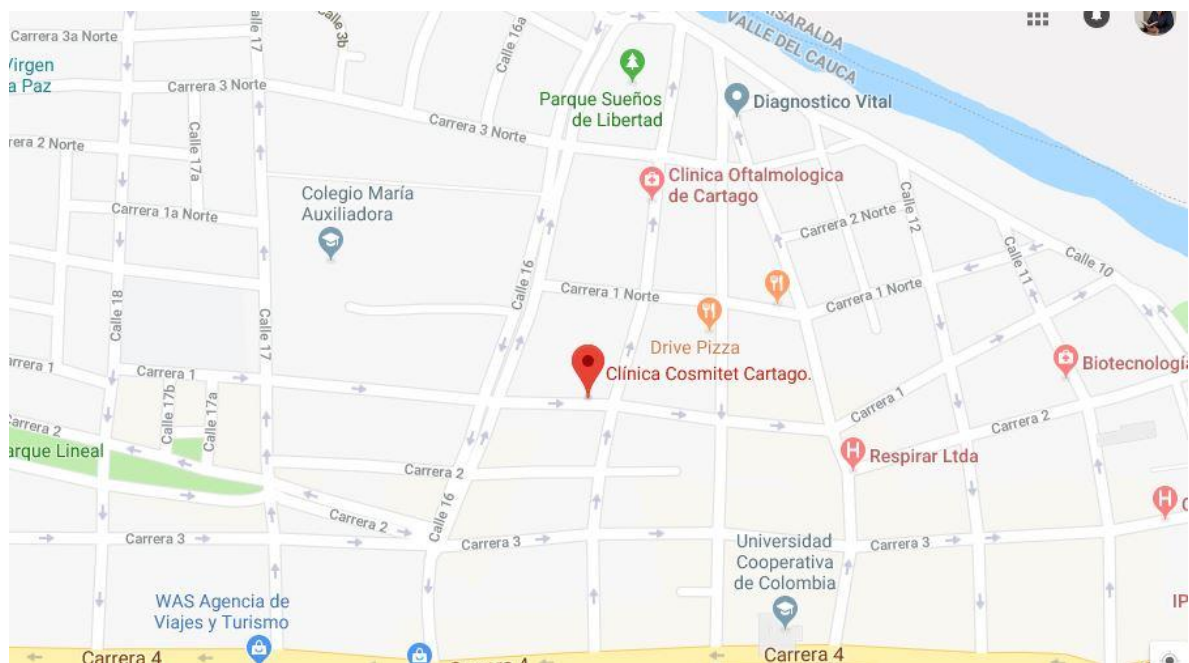 Carrera 3a Norte
Calle 17
Calle 3b
Calle 16a
RISARALDA
VALLE DEL CAUCA
Virgen
a Paz
Carrera 3 Norte
Parque Sueños
de Libertad
Diagnostico Vital
Carrera 3 Norte
rrera 2 Norte
Calle 17a
Clinica Oftalmologica
de Cartago
Colegio María
Auxiliadora
Carrera 1a Norte
Calle 12
Carrera 2 Norte
Calle 11
Calle 10
Calle 16
Carrera 1 Norte
Carrera 1 Norte
Calle 18
Calle 17
Drive Pizza
Clínica Cosmitet Cartago.
Biotecnología
arrera 1
Carrera 1
Calle 17b
Calle 17a
Carrera 1
Carrera 2
Carrera 2
arque Lineal
Carrera 2
Respirar Ltda
Calle 16
Carrera 2
Carrera 3
Carrera 3
Carrera 3
Universidad
Cooperativa
de Colombia
WAS Agencia de
Viajes y Turismo
IP
Carrera 4
Carrera 4
Carrera 4